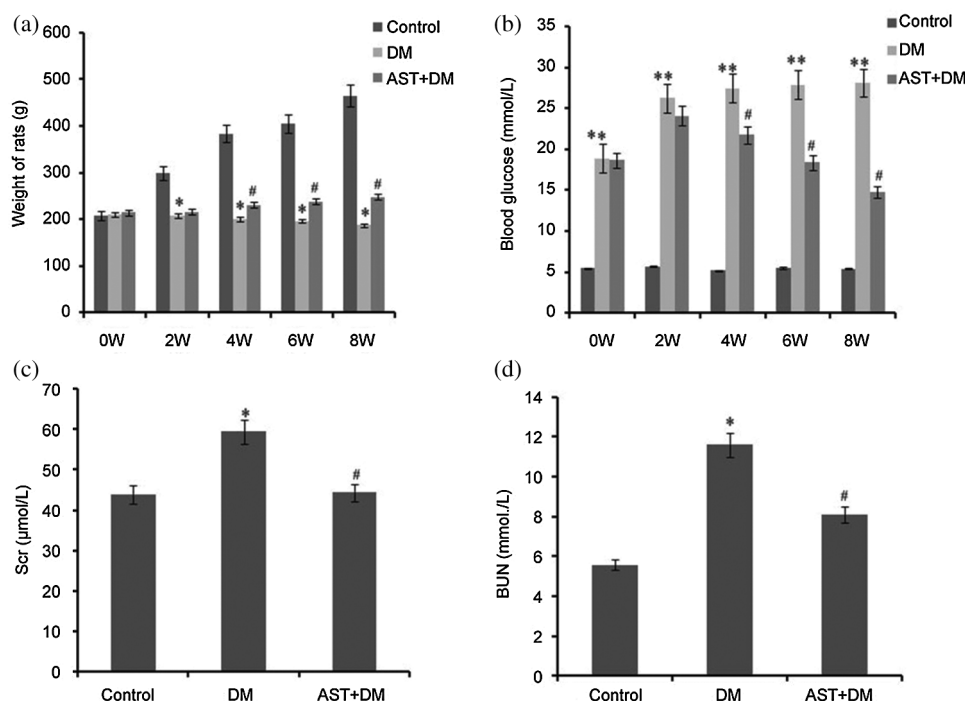 (a)
Control
DM
AST+DM
Weight of rats (g)
600
500
400
300
200
100
0
*
* #
* #
* #
0W 2W 4W 6W 8W
(b)
Control
DM
AST+DM
Blood glucose (mmol/L)
35
30
25
20
15
10
5
0
**
**
** #
** #
** #
0W 2W 4W 6W 8W
(c)
Scr (μmol/L)
70
60
50
40
30
20
10
0
*
#
Control DM AST+DM
(d)
BUN (mmol./L)
14
12
10
8
6
4
2
0
*
#
Control DM AST+DM